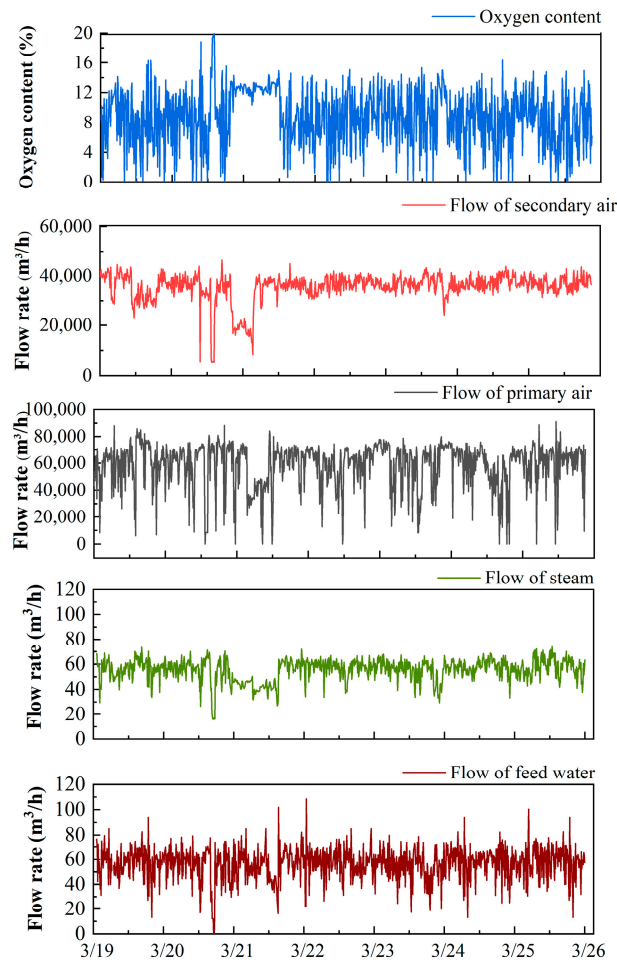 Oxygen content
Oxygen content (%)
20
16
12
8
4
0
Flow of secondary air
Flow rate (m³/h)
60,000
40,000
20,000
0
Flow of primary air
Flow rate (m³/h)
100,000
80,000
60,000
40,000
20,000
0
Flow of steam
Flow rate (m³/h)
120
100
80
60
40
20
0
Flow of feed water
Flow rate (m³/h)
120
100
80
60
40
20
0
3/19 3/20 3/21 3/22 3/23 3/24 3/25 3/26